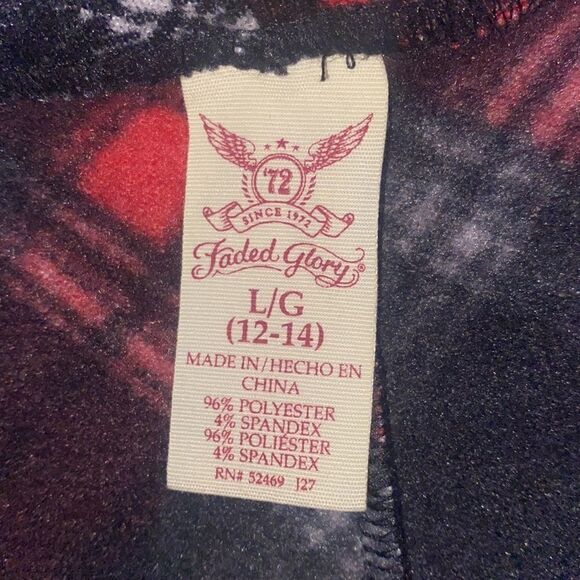 '72
SINCE 1972
Faded Glory®
L/G
(12-14)
MADE IN/HECHO EN
CHINA
96% POLYESTER
4% SPANDEX
96% POLIÉSTER
4% SPANDEX
RN# 52469 J27